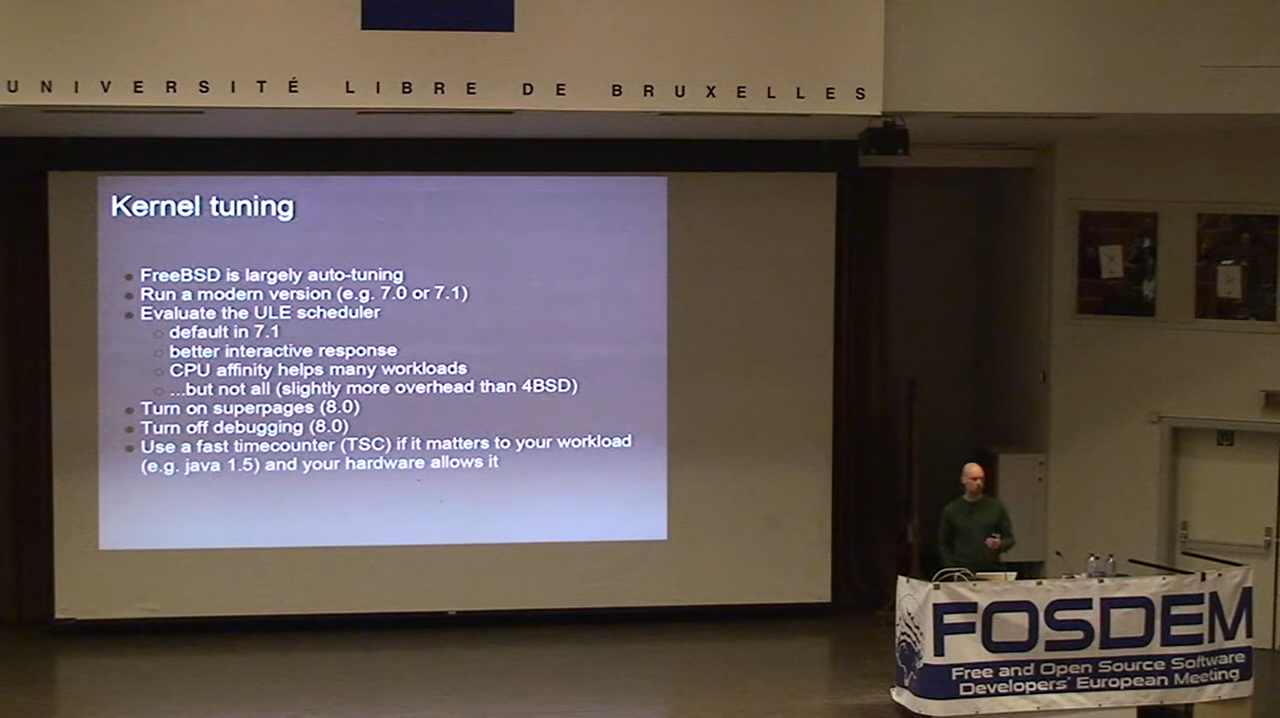 UNIVERSITÉ LIBRE DE BRUXELLES
Kernel tuning
FreeBSD is largely auto-tuning
Run a modern version (e.g. 7.0 or 7.1)
Evaluate the ULE scheduler
default in 7.1
better interactive response
CPU affinity helps many workloads
...but not all (slightly more overhead than 4BSD)
Turn on superpages (8.0)
Turn off debugging (8.0)
Use a fast timecounter (TSC) if it matters to your workload
(e.g. java 1.5) and your hardware allows it
FOSDEM
Free and Open Source Software
Developers' European Meeting